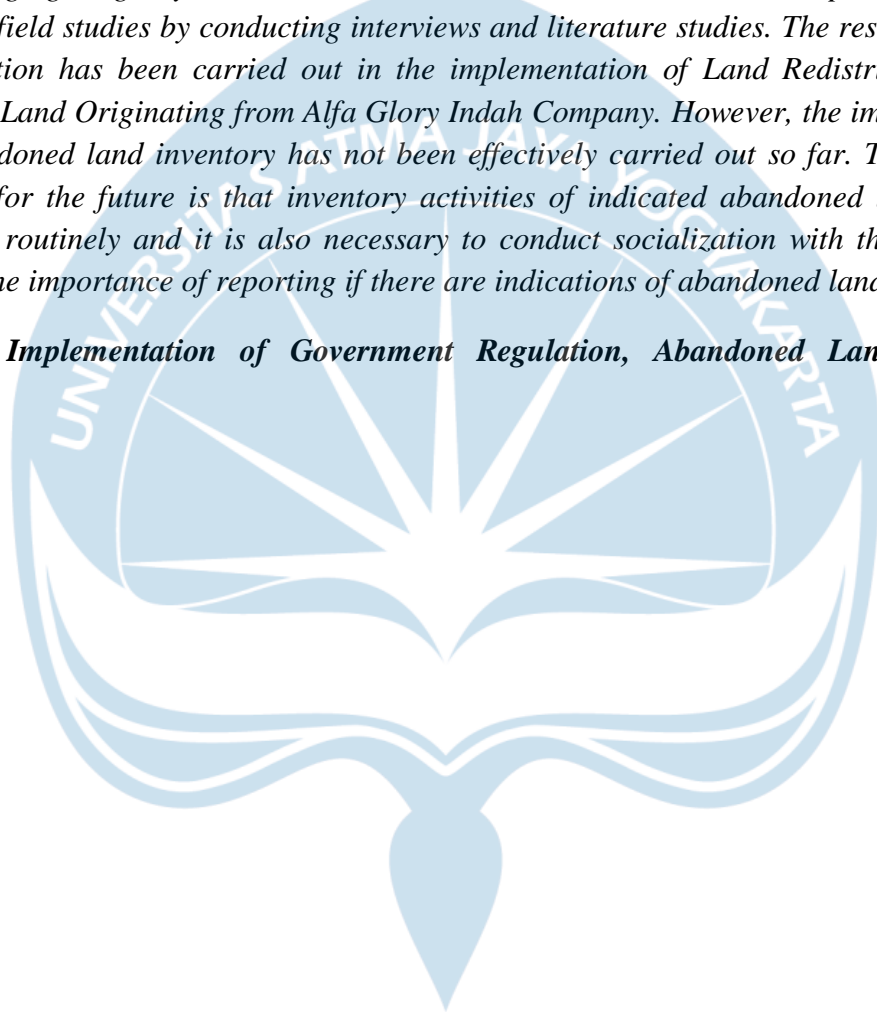 field studies by conducting interviews and literature studies. The res
tion has been carried out in the implementation of Land Redistr
Land Originating from Alfa Glory Indah Company. However, the im
doned land inventory has not been effectively carried out so far. T
for the future is that inventory activities of indicated abandoned
routinely and it is also necessary to conduct socialization with th
he importance of reporting if there are indications of abandoned land
Implementation of Government Regulation, Abandoned Lan
UNIVERSITAS ATMA JAYA YOGYAKARTA